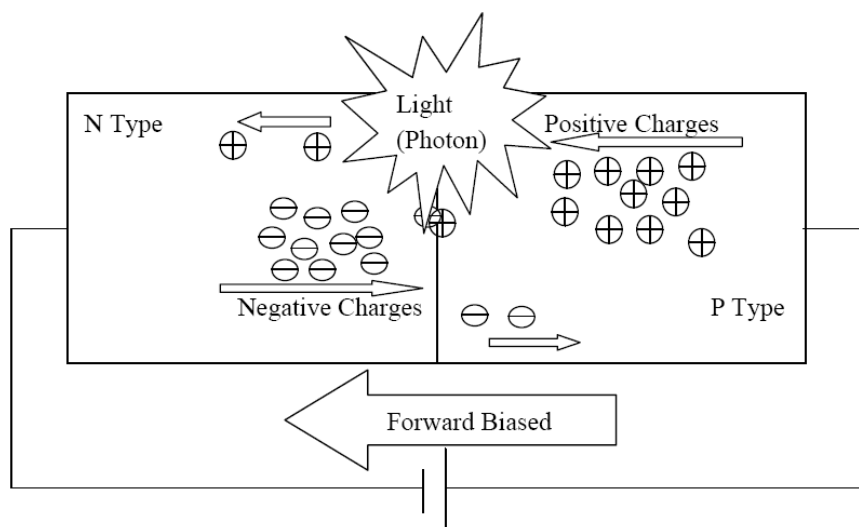 Light
(Photon)
N Type
Positive Charges
Negative Charges
P Type
Forward Biased